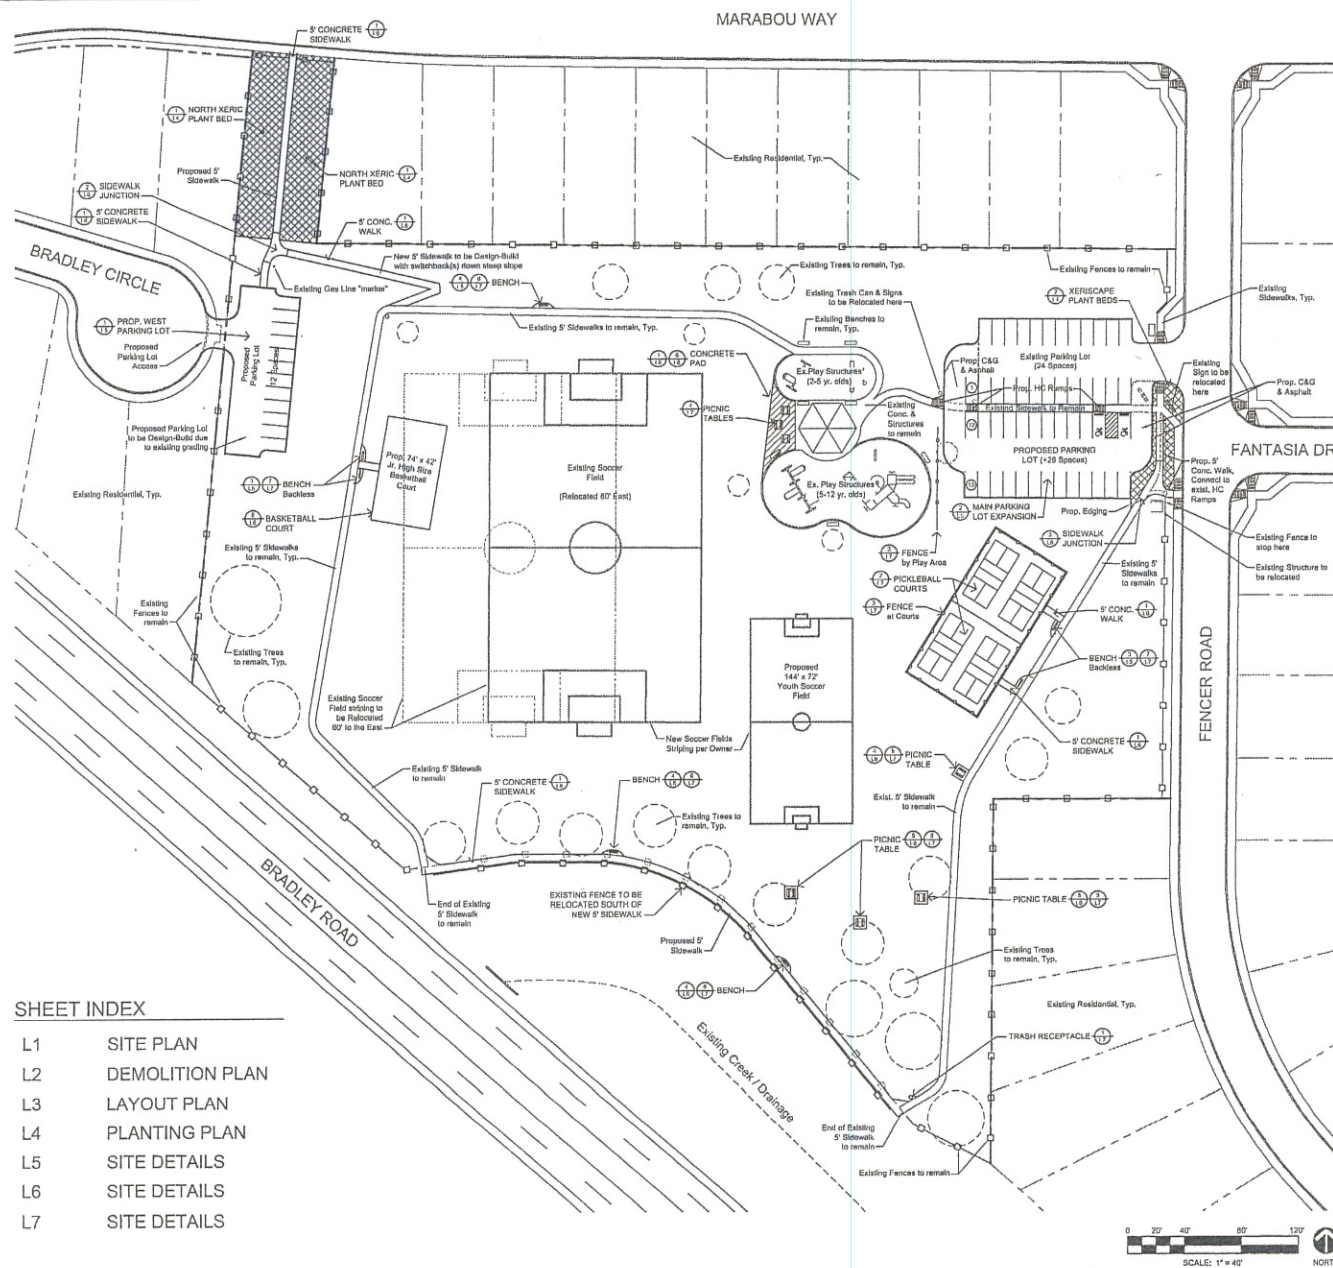 MARABOU WAY
5' CONCRETE
SIDEWALK
NORTH XERIC
PLANT BED
Proposed 5'
Sidewalk
NORTH XERIC
PLANT BED
Existing Residential, Typ.
SIDEWALK
JUNCTION
5' CONCRETE
SIDEWALK
5' CONC.
WALK
BRADLEY CIRCLE
New 5' Sidewalk to be Design-Build
with switchback(s) down steep slope
BENCH
Existing Gas Line "marker"
Existing Trees to remain, Typ.
Existing Fences to remain
Existing Trash Can & Signs
to be Relocated here
XERISCAPE
PLANT BEDS
Existing
Sidewalks, Typ.
PROP. WEST
PARKING LOT
Proposed
Parking Lot
Access
Proposed
Parking Lot
12 Spaces
Existing 5' Sidewalks to remain, Typ.
Existing Benches to
remain, Typ.
CONCRETE
PAD
Ex. Play Structures
(2-5 yr. olds)
Prop. C&G
& Asphalt
Existing Parking Lot
(24 Spaces)
Prop. HC Ramps
Existing Sidewalk to Remain
Existing
Sign to be
relocated
here
Prop. C&G
& Asphalt
PICNIC
TABLES
Existing
Conc. &
Structures
to remain
Proposed Parking Lot
to be Design-Build due
to existing grading
Prop. 74' x 42'
Jr. High Size
Basketball
Court
Existing Soccer
Field
(Relocated 60' East)
PROPOSED PARKING
LOT (+26 Spaces)
FANTASIA DR
Prop. 5'
Conc. Walk,
Connect to
exist. HC
Ramps
BENCH
Backless
Existing Residential, Typ.
Ex. Play Structures
(5-12 yr. olds)
MAIN PARKING
LOT EXPANSION
Prop. Edging
BASKETBALL
COURT
SIDEWALK
JUNCTION
Existing Fence to
stop here
Existing 5' Sidewalks
to remain, Typ.
FENCE
by Play Area
Existing 5'
Sidewalks
to remain
Existing Structure to
be relocated
PICKLEBALL
COURTS
FENCE
at Courts
5' CONC.
WALK
Existing
Fences to
remain
Existing Trees
to remain, Typ.
BENCH
Backless
Proposed
144' x 72'
Youth Soccer
Field
FENCER ROAD
Existing Soccer
Field striping to
be Relocated
60' to the East
New Soccer Fields
Striping per Owner
5' CONCRETE
SIDEWALK
PICNIC
TABLE
Existing 5' Sidewalk
to remain
5' CONCRETE
SIDEWALK
BENCH
Exist. 5' Sidewalk
to remain
Existing Trees to
remain, Typ.
PICNIC
TABLE
BRADLEY ROAD
EXISTING FENCE TO BE
RELOCATED SOUTH OF
NEW 5' SIDEWALK
PICNIC TABLE
End of Existing
5' Sidewalk
to remain
Proposed 5'
Sidewalk
Existing Trees
to remain, Typ.
BENCH
Existing Residential, Typ.
Existing Creek / Drainage
TRASH RECEPTACLE
End of Existing
5' Sidewalk
to remain
Existing Fences to remain
SHEET INDEX
L1 SITE PLAN
L2 DEMOLITION PLAN
L3 LAYOUT PLAN
L4 PLANTING PLAN
L5 SITE DETAILS
L6 SITE DETAILS
L7 SITE DETAILS
0 20' 40' 80' 120'
SCALE: 1" = 40'
NORT